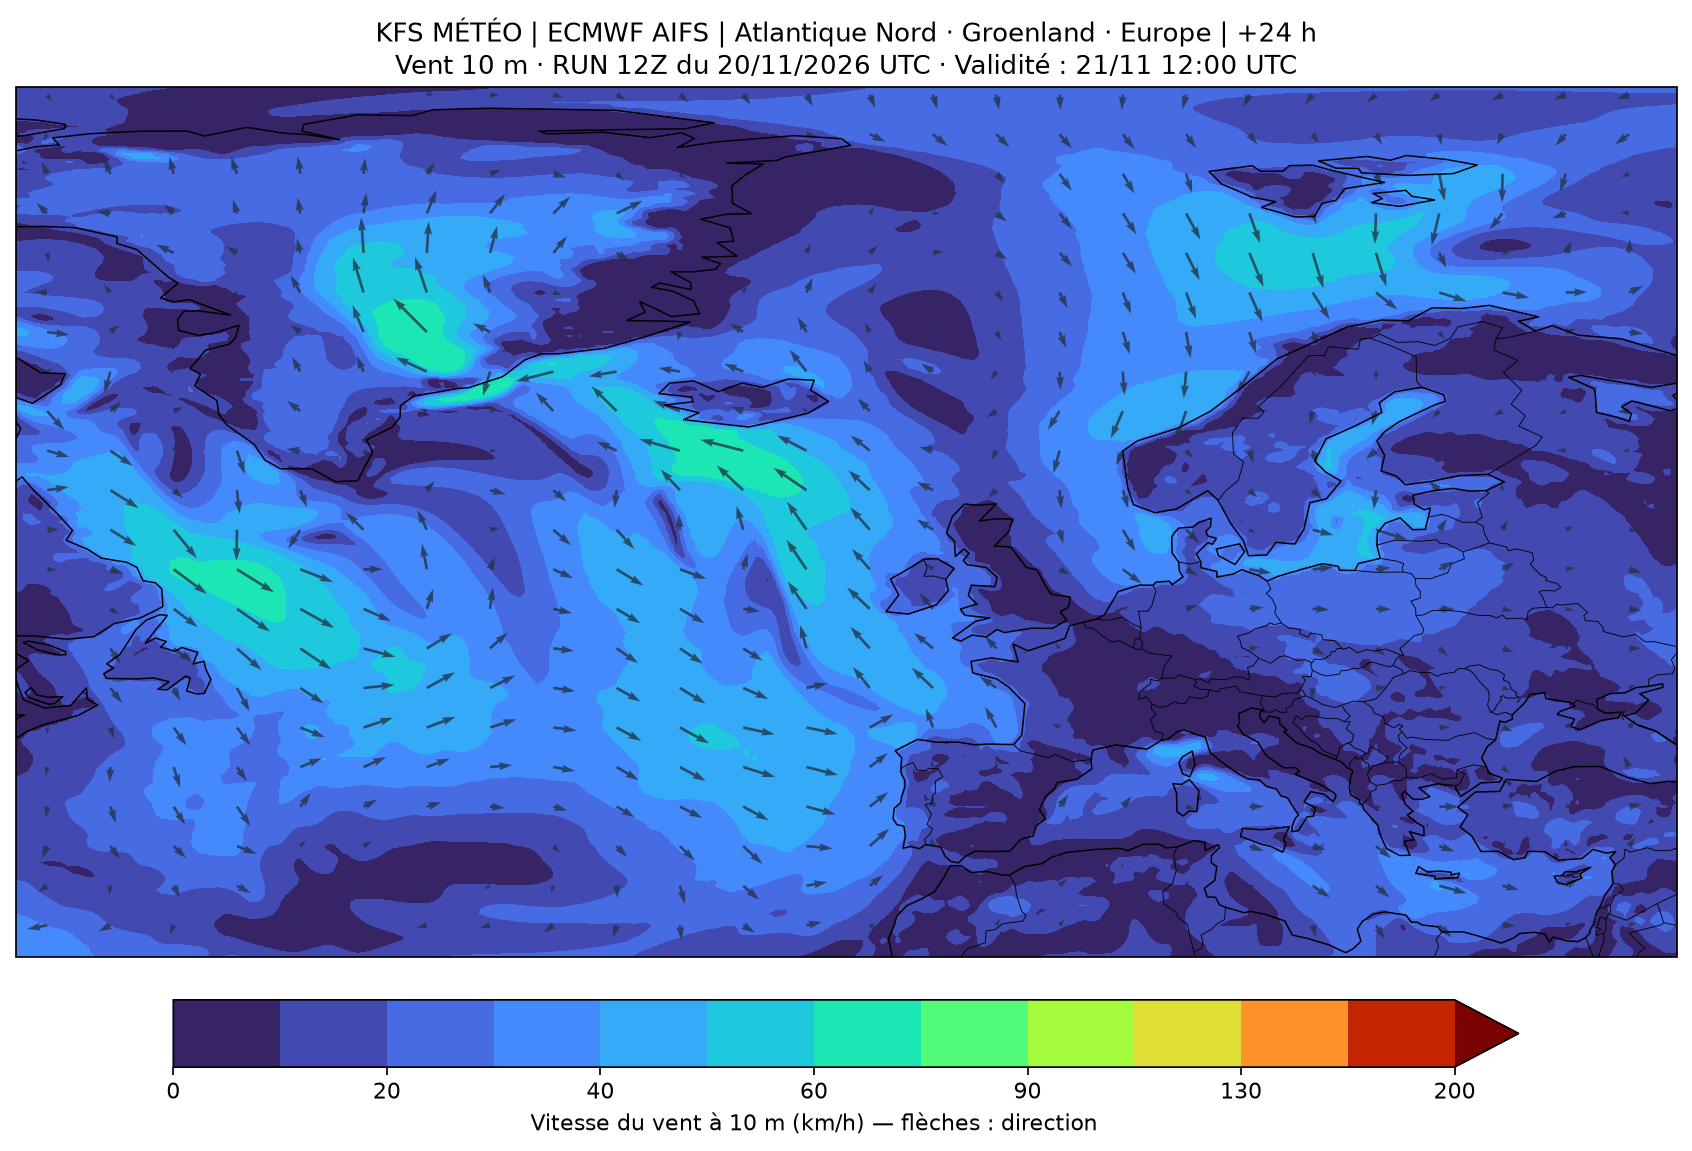 KFS MÉTÉO | ECMWF AIFS | Atlantique Nord · Groenland · Europe | +24 h
Vent 10 m · RUN 12Z du 20/11/2026 UTC · Validité : 21/11 12:00 UTC
0 20 40 60 90 130 200
Vitesse du vent à 10 m (km/h) — flèches : direction